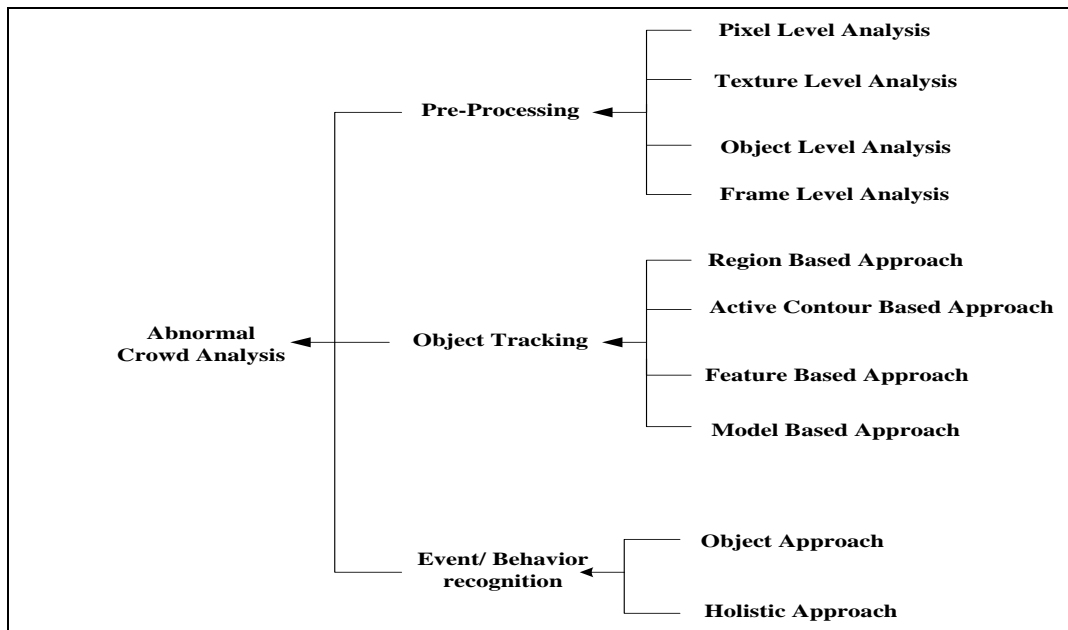 Pixel Level Analysis
Texture Level Analysis
Pre-Processing
Object Level Analysis
Frame Level Analysis
Region Based Approach
Active Contour Based Approach
Abnormal
Crowd Analysis
Object Tracking
Feature Based Approach
Model Based Approach
Object Approach
Event/ Behavior
recognition
Holistic Approach